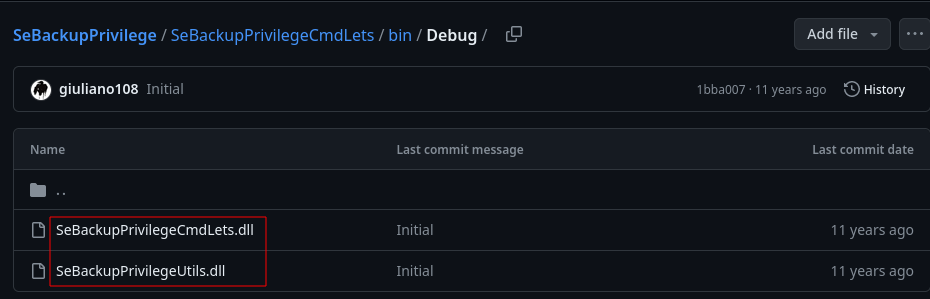 SeBackupPrivilege / SeBackupPrivilegeCmdLets / bin / Debug /
Add file
giuliano108 Initial
1bba007 · 11 years ago
History
Name Last commit message Last commit date
..
SeBackupPrivilegeCmdLets.dll Initial 11 years ago
SeBackupPrivilegeUtils.dll Initial 11 years ago